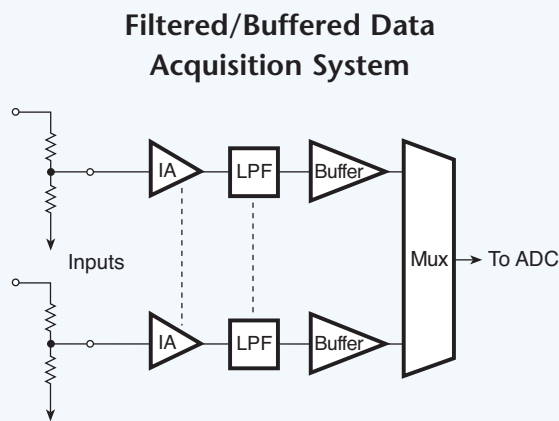 Filtered/Buffered Data
Acquisition System
IA
LPF
Buffer
Inputs
Mux
To ADC
IA
LPF
Buffer